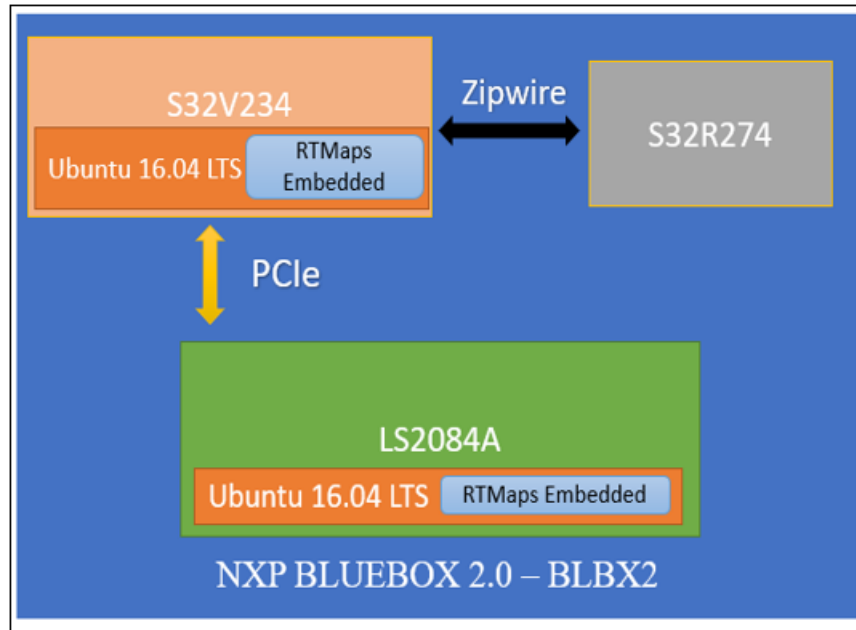 S32V234
Ubuntu 16.04 LTS
RTMaps
Embedded
Zipwire
S32R274
PCIe
LS2084A
Ubuntu 16.04 LTS
RTMaps Embedded
NXP BLUEBOX 2.0 – BLBX2